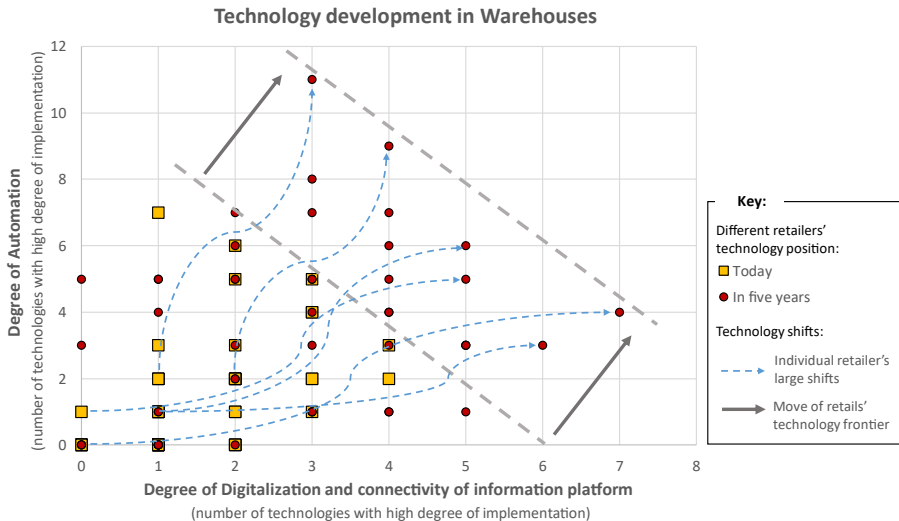 Technology development in Warehouses
Degree of Automation
(number of technologies with high degree of implementation)
12
10
8
6
4
2
0
0 1 2 3 4 5 6 7 8
Degree of Digitalization and connectivity of information platform
(number of technologies with high degree of implementation)
Key:
Different retailers'
technology position:
Today
In five years
Technology shifts:
Individual retailer's
large shifts
Move of retails'
technology frontier